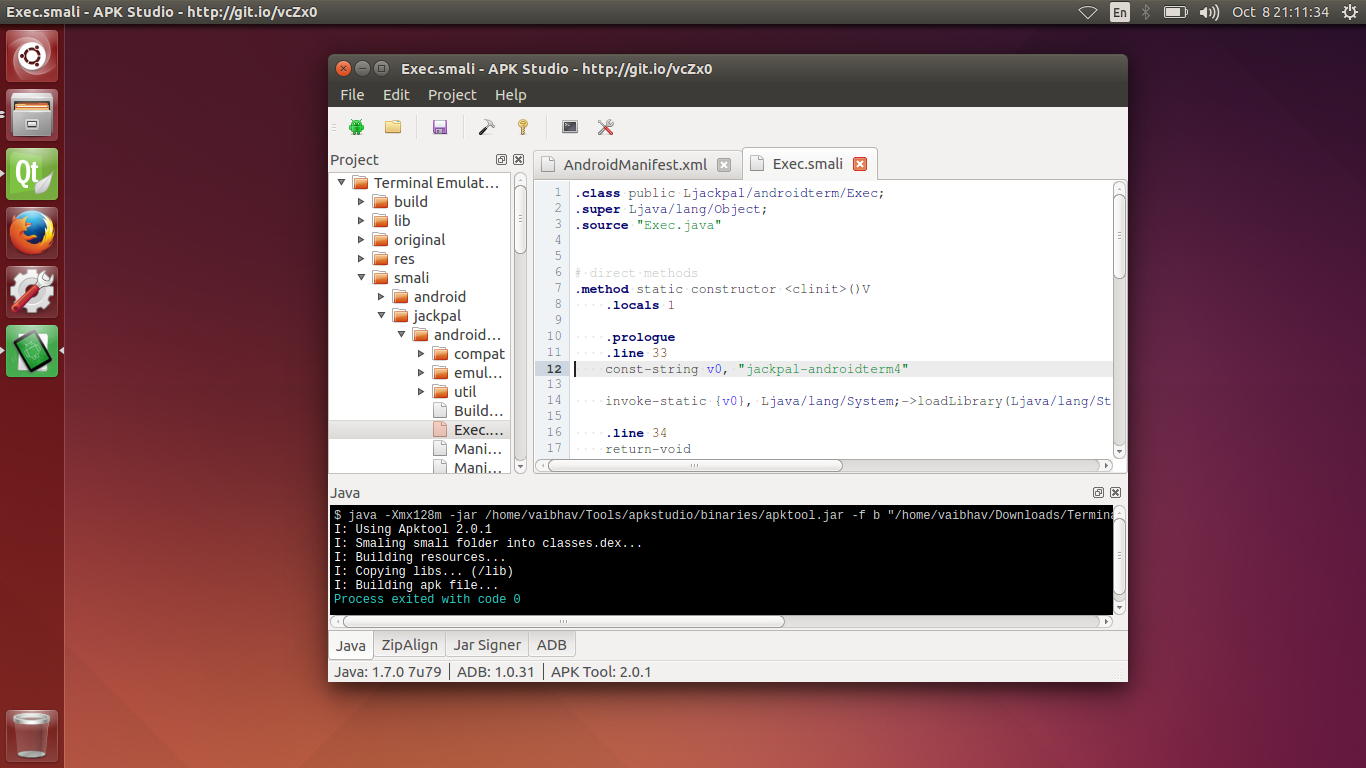 Exec.smali - APK Studio - http://git.io/vcZx0
En
Oct 8 21:11:34
Qt
Exec.smali - APK Studio - http://git.io/vcZx0
File Edit Project Help
Project
AndroidManifest.xml
Exec.smali
Terminal Emulat...
build
lib
original
res
smali
android
jackpal
android...
compat
emul...
util
Build...
Exec....
Mani...
Mani...
1 .class public Ljackpal/androidterm/Exec;
2 .super Ljava/lang/Object;
3 .source "Exec.java"
4
5
6 # direct methods
7 .method static constructor <clinit>()V
8 .locals 1
9
10 .prologue
11 .line 33
12 const-string v0, "jackpal-androidterm4"
13
14 invoke-static {v0}, Ljava/lang/System;->loadLibrary(Ljava/lang/St
15
16 .line 34
17 return-void
Java
$ java -Xmx128m -jar /home/vaibhav/Tools/apkstudio/binaries/apktool.jar -f b "/home/vaibhav/Downloads/Termina
I: Using Apktool 2.0.1
I: Smaling smali folder into classes.dex...
I: Building resources...
I: Copying libs... (/lib)
I: Building apk file...
Process exited with code 0
Java ZipAlign Jar Signer ADB
Java: 1.7.0 7u79 ADB: 1.0.31 APK Tool: 2.0.1